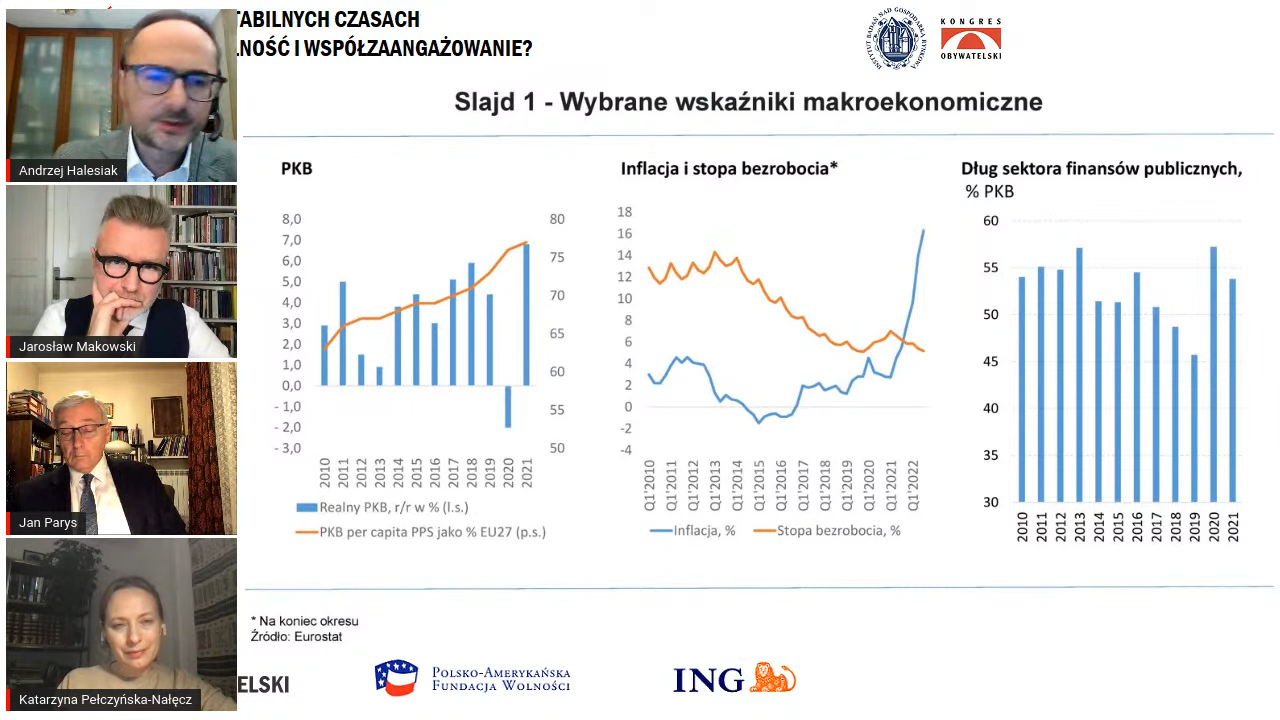 TABILNYCH CZASACH
LNOŚĆ I WSPÓŁZAANGAŻOWANIE?
INSTYTUT BADAŃ NAD GOSPODARKĄ RYNKOWĄ
KONGRES
OBYWATELSKI
Slajd 1 - Wybrane wskaźniki makroekonomiczne
Andrzej Halesiak
Jarosław Makowski
Jan Parys
Katarzyna Pełczyńska-Nałęcz
PKB
8,0
7,0
6,0
5,0
4,0
3,0
2,0
1,0
0,0
- 1,0
- 2,0
- 3,0
80
75
70
65
60
55
50
2010
2011
2012
2013
2014
2015
2016
2017
2018
2019
2020
2021
Realny PKB, r/r w % (l.s.)
PKB per capita PPS jako % EU27 (p.s.)
Inflacja i stopa bezrobocia*
18
16
14
12
10
8
6
4
2
0
-2
-4
Q1'2010
Q1'2011
Q1'2012
Q1'2013
Q1'2014
Q1'2015
Q1'2016
Q1'2017
Q1'2018
Q1'2019
Q1'2020
Q1'2021
Q1'2022
Inflacja, %
Stopa bezrobocia, %
Dług sektora finansów publicznych,
% PKB
60
55
50
45
40
35
30
2010
2011
2012
2013
2014
2015
2016
2017
2018
2019
2020
2021
* Na koniec okresu
Źródło: Eurostat
ELSKI
POLSKO-AMERYKAŃSKA
FUNDACJA WOLNOŚCI
ING